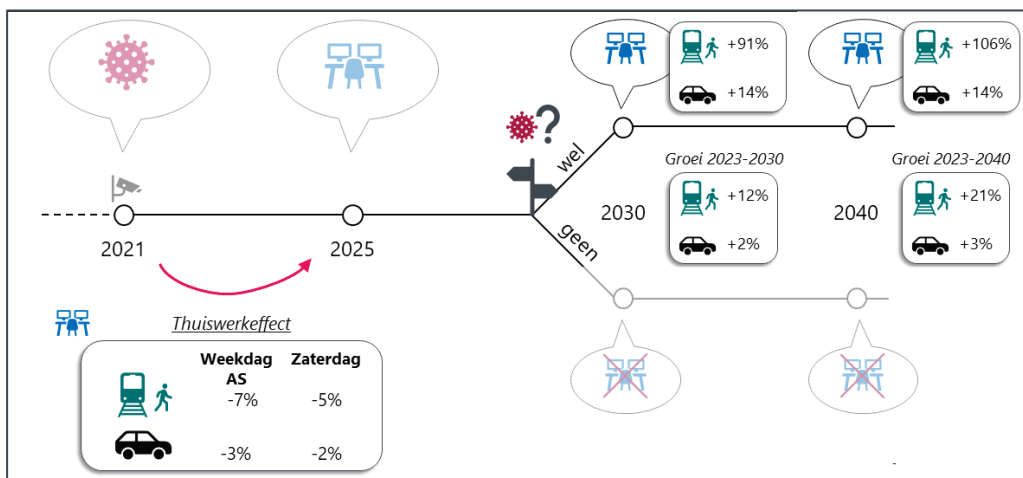 +91%
+14%
+106%
+14%
?
wel
Groei 2023-2030
Groei 2023-2040
+12%
+2%
+21%
+3%
2021
2025
2030
2040
geen
Thuiswerkeffect
Weekdag Zaterdag
AS
-7% -5%
-3% -2%
-